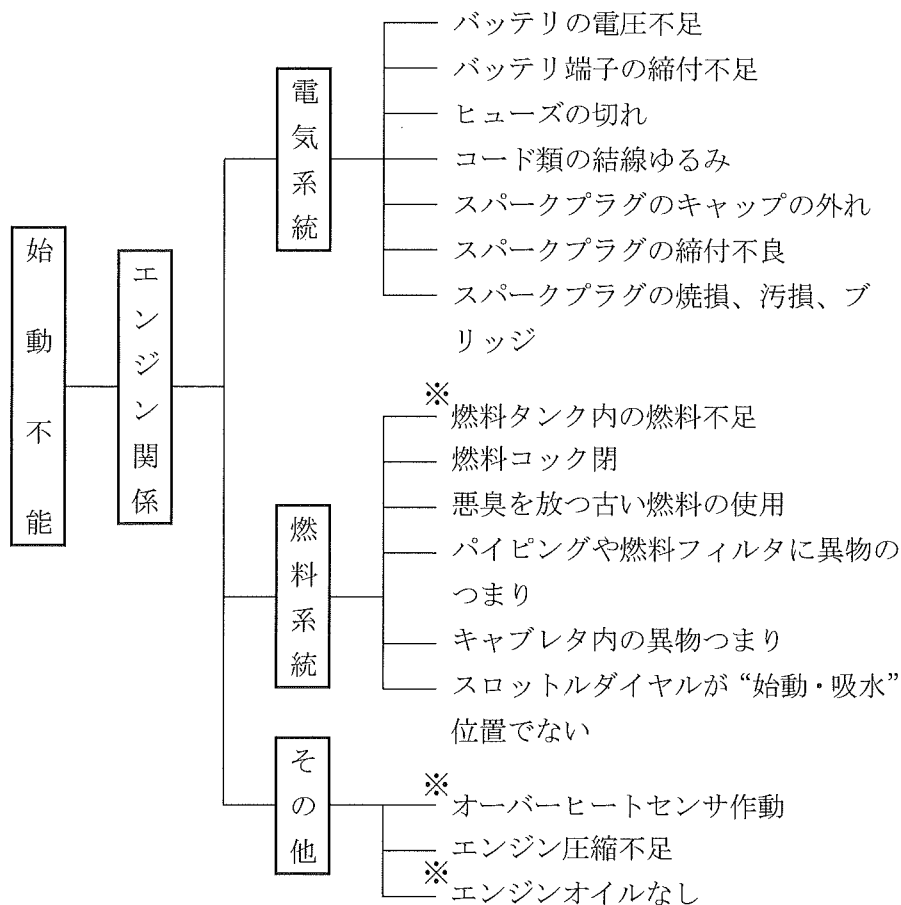 始動不能
エンジン関係
電気系統
バッテリの電圧不足
バッテリ端子の締付不足
ヒューズの切れ
コード類の結線ゆるみ
スパークプラグのキャップの外れ
スパークプラグの締付不良
スパークプラグの焼損、汚損、ブ
リッジ
燃料系統
※燃料タンク内の燃料不足
燃料コック閉
悪臭を放つ古い燃料の使用
パイピングや燃料フィルタに異物の
つまり
キャブレタ内の異物つまり
スロットルダイヤルが“始動・吸水”
位置でない
その他
※オーバーヒートセンサ作動
エンジン圧縮不足
※エンジンオイルなし